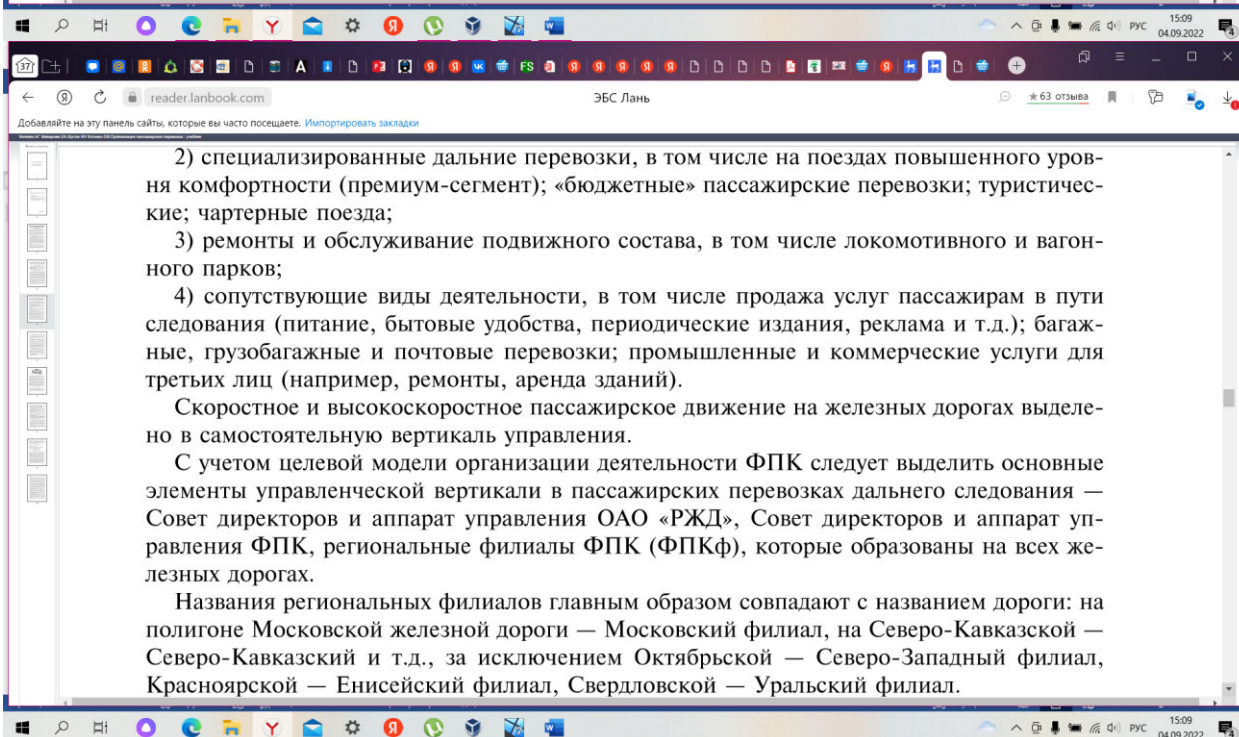 РУС
15:09
04.09.2022
4
37
reader.lanbook.com
ЭБС Лань
★ 63 отзыва
Добавляйте на эту панель сайты, которые вы часто посещаете. Импортировать закладки
2) специализированные дальние перевозки, в том числе на поездах повышенного уров-
ня комфортности (премиум-сегмент); «бюджетные» пассажирские перевозки; туристичес-
кие; чартерные поезда;
3) ремонты и обслуживание подвижного состава, в том числе локомотивного и вагон-
ного парков;
4) сопутствующие виды деятельности, в том числе продажа услуг пассажирам в пути
следования (питание, бытовые удобства, периодические издания, реклама и т.д.); багаж-
ные, грузобагажные и почтовые перевозки; промышленные и коммерческие услуги для
третьих лиц (например, ремонты, аренда зданий).
Скоростное и высокоскоростное пассажирское движение на железных дорогах выделе-
но в самостоятельную вертикаль управления.
С учетом целевой модели организации деятельности ФПК следует выделить основные
элементы управленческой вертикали в пассажирских перевозках дальнего следования —
Совет директоров и аппарат управления ОАО «РЖД», Совет директоров и аппарат уп-
равления ФПК, региональные филиалы ФПК (ФПКф), которые образованы на всех же-
лезных дорогах.
Названия региональных филиалов главным образом совпадают с названием дороги: на
полигоне Московской железной дороги — Московский филиал, на Северо-Кавказской —
Северо-Кавказский и т.д., за исключением Октябрьской — Северо-Западный филиал,
Красноярской — Енисейский филиал, Свердловской — Уральский филиал.
РУС
15:09
04.09.2022
4